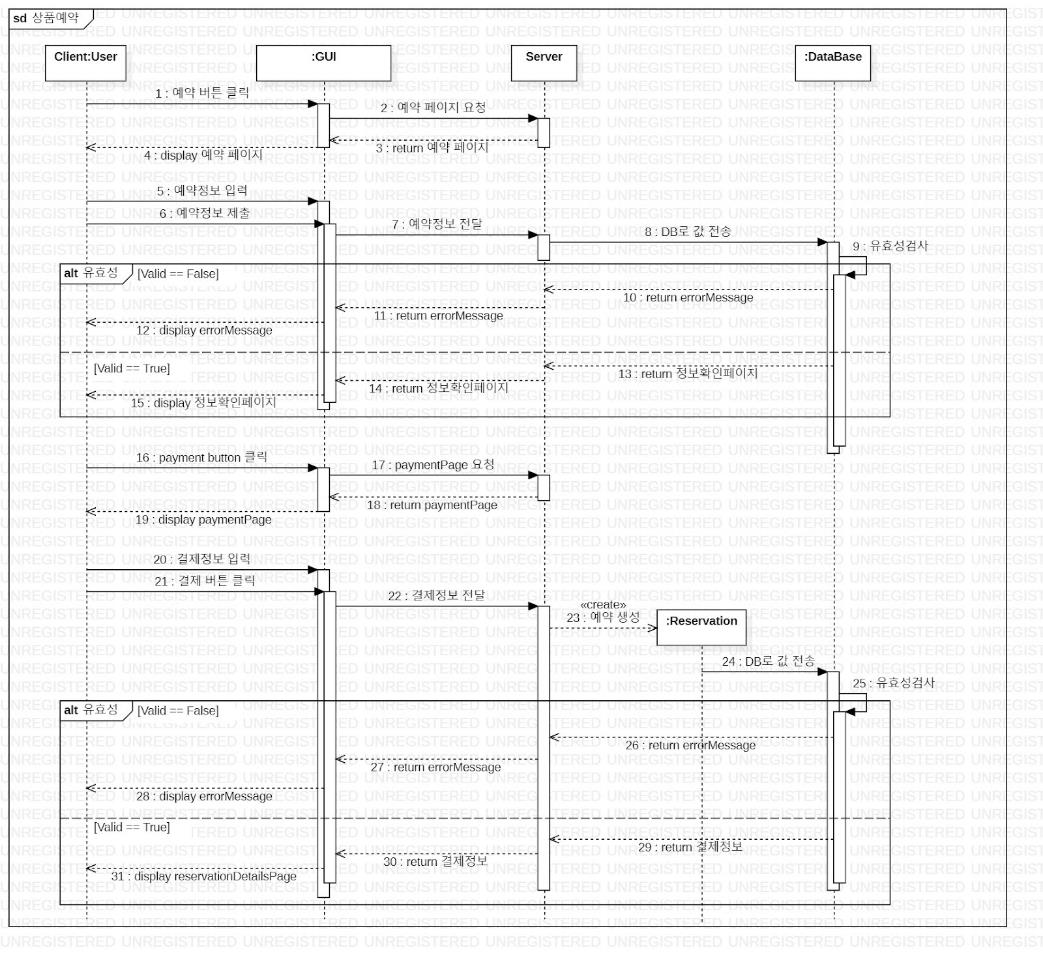 sd 상품예약
Client:User
:GUI
Server
:DataBase
1 : 예약 버튼 클릭
2 : 예약 페이지 요청
3 : return 예약 페이지
4 : display 예약 페이지
5 : 예약정보 입력
6 : 예약정보 제출
7 : 예약정보 전달
8 : DB로 값 전송
9 : 유효성검사
alt 유효성
[Valid == False]
10 : return errorMessage
11 : return errorMessage
12 : display errorMessage
[Valid == True]
13 : return 정보확인페이지
14 : return 정보확인페이지
15 : display 정보확인페이지
16 : payment button 클릭
17 : paymentPage 요청
18 : return paymentPage
19 : display paymentPage
20 : 결제정보 입력
21 : 결제 버튼 클릭
22 : 결제정보 전달
«create»
23 : 예약 생성
:Reservation
24 : DB로 값 전송
25 : 유효성검사
alt 유효성
[Valid == False]
26 : return errorMessage
27 : return errorMessage
28 : display errorMessage
[Valid == True]
29 : return 결제정보
30 : return 결제정보
31 : display reservationDetailsPage
UNREGISTERED UNREGISTERED UNREGISTERED UNREGISTERED UNREGISTERED UNREGISTERED UNREGISTERED UNREGISTERED